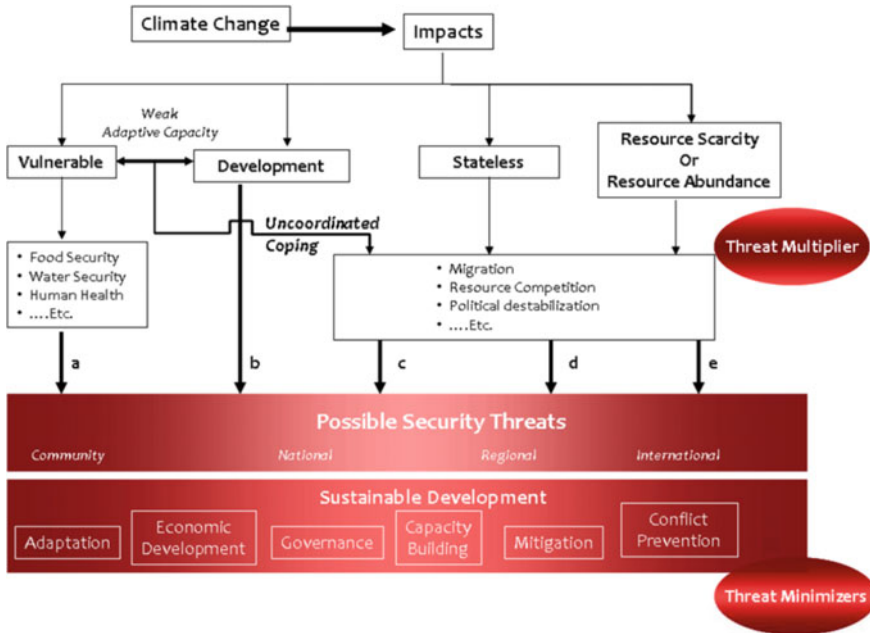 Climate Change
Impacts
Weak
Adaptive Capacity
Vulnerable
Development
Stateless
Resource Scarcity
Or
Resource Abundance
Uncoordinated
Coping
Threat Multiplier
• Food Security
• Water Security
• Human Health
• ....Etc.
• Migration
• Resource Competition
• Political destabilization
• ....Etc.
a
b
c
d
e
Possible Security Threats
Community
National
Regional
International
Sustainable Development
Adaptation
Economic
Development
Governance
Capacity
Building
Mitigation
Conflict
Prevention
Threat Minimizers